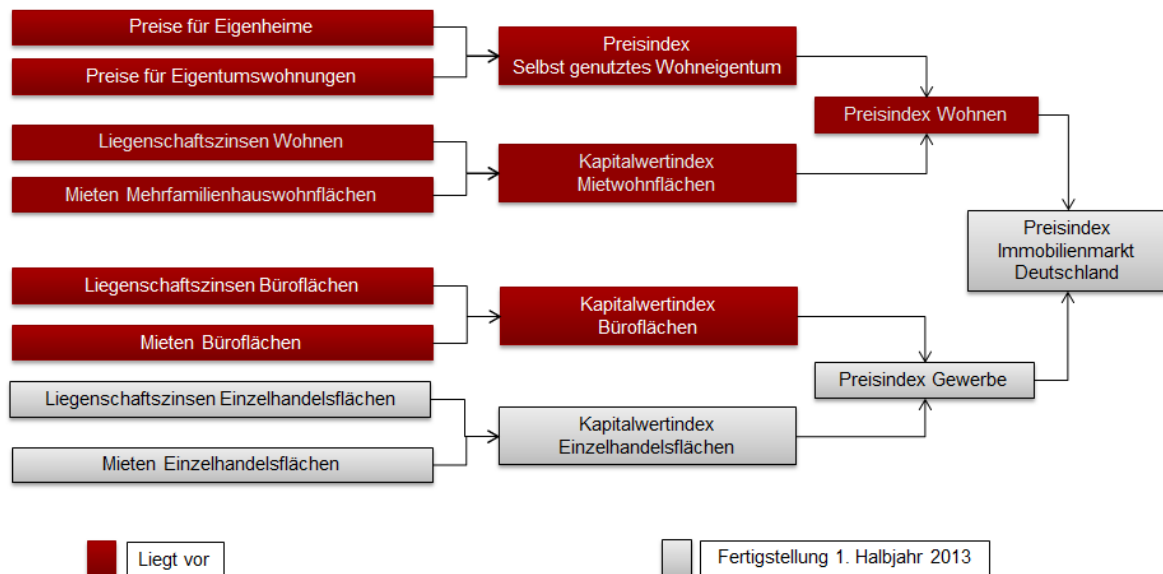 Preise für Eigenheime
Preise für Eigentumswohnungen
Preisindex
Selbst genutztes Wohneigentum
Preisindex Wohnen
Liegenschaftszinsen Wohnen
Mieten Mehrfamilienhauswohnflächen
Kapitalwertindex
Mietwohnflächen
Preisindex
Immobilienmarkt
Deutschland
Liegenschaftszinsen Büroflächen
Mieten Büroflächen
Kapitalwertindex
Büroflächen
Preisindex Gewerbe
Liegenschaftszinsen Einzelhandelsflächen
Mieten Einzelhandelsflächen
Kapitalwertindex
Einzelhandelsflächen
Liegt vor
Fertigstellung 1. Halbjahr 2013